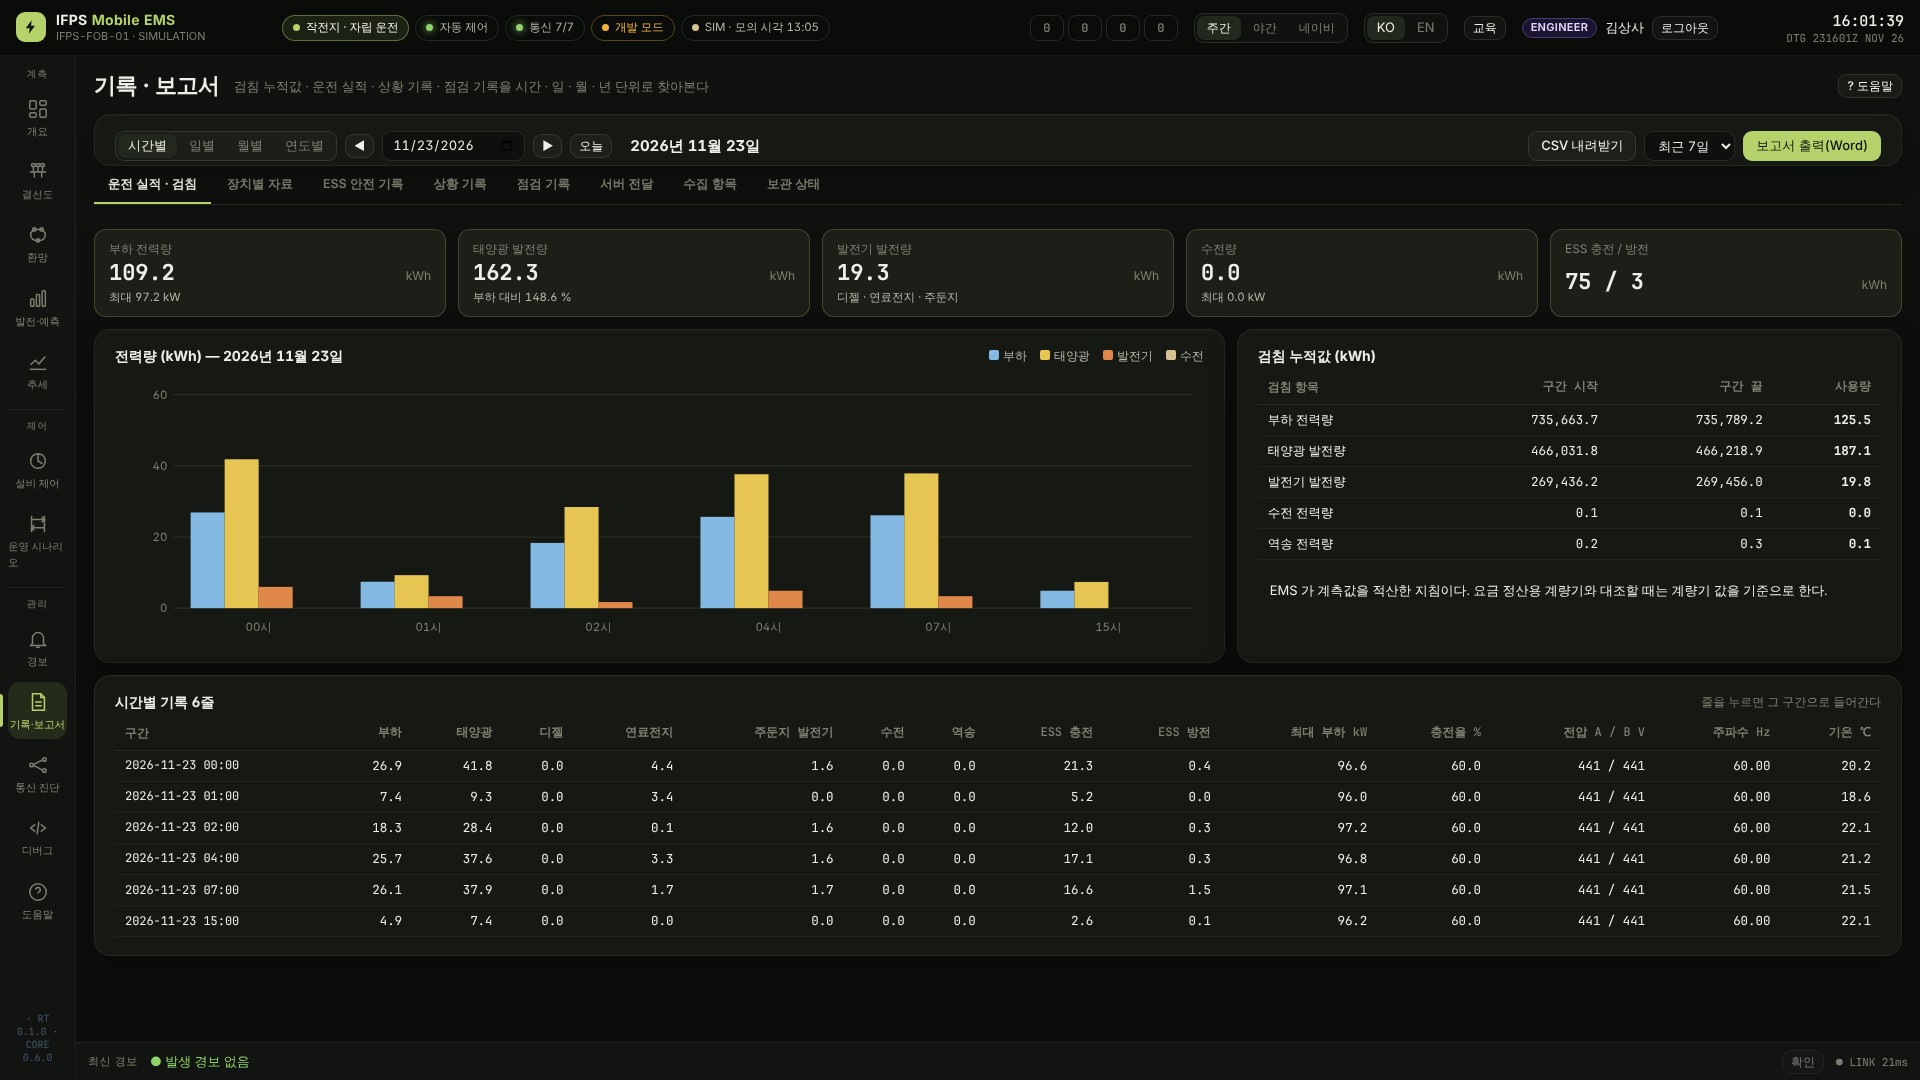 IFPS Mobile EMS
IFPS-FOB-01 · SIMULATION
작전지 · 자립 운전
자동 제어
통신 7/7
개발 모드
SIM · 모의 시각 13:05
0 0 0 0
주간 야간 네이비
KO EN
교육
ENGINEER 김상사 로그아웃
16:01:39
DTG 231601Z NOV 26
계측
개요
결선도
환망
발전·예측
추세
제어
설비 제어
운영 시나리
오
관리
경보
기록·보고서
통신 진단
디버그
도움말
· RT
0.1.0 ·
CORE
0.6.0
기록 · 보고서
검침 누적값 · 운전 실적 · 상황 기록 · 점검 기록을 시간 · 일 · 월 · 년 단위로 찾아본다
? 도움말
시간별 일별 월별 연도별 ◀ 11/23/2026 ▶ 오늘 2026년 11월 23일
CSV 내려받기 최근 7일 보고서 출력(Word)
운전 실적 · 검침 장치별 자료 ESS 안전 기록 상황 기록 점검 기록 서버 전달 수집 항목 보관 상태
부하 전력량
109.2 kWh
최대 97.2 kW
태양광 발전량
162.3 kWh
부하 대비 148.6 %
발전기 발전량
19.3 kWh
디젤 · 연료전지 · 주둔지
수전량
0.0 kWh
최대 0.0 kW
ESS 충전 / 방전
75 / 3 kWh
전력량 (kWh) — 2026년 11월 23일
부하 태양광 발전기 수전
60
40
20
0
00시 01시 02시 04시 07시 15시
검침 누적값 (kWh)
검침 항목 구간 시작 구간 끝 사용량
부하 전력량 735,663.7 735,789.2 125.5
태양광 발전량 466,031.8 466,218.9 187.1
발전기 발전량 269,436.2 269,456.0 19.8
수전 전력량 0.1 0.1 0.0
역송 전력량 0.2 0.3 0.1
EMS 가 계측값을 적산한 지침이다. 요금 정산용 계량기와 대조할 때는 계량기 값을 기준으로 한다.
시간별 기록 6줄
줄을 누르면 그 구간으로 들어간다
구간 부하 태양광 디젤 연료전지 주둔지 발전기 수전 역송 ESS 충전 ESS 방전 최대 부하 kW 충전율 % 전압 A / B V 주파수 Hz 기온 ℃
2026-11-23 00:00 26.9 41.8 0.0 4.4 1.6 0.0 0.0 21.3 0.4 96.6 60.0 441 / 441 60.00 20.2
2026-11-23 01:00 7.4 9.3 0.0 3.4 0.0 0.0 0.0 5.2 0.0 96.0 60.0 441 / 441 60.00 18.6
2026-11-23 02:00 18.3 28.4 0.0 0.1 1.6 0.0 0.0 12.0 0.3 97.2 60.0 441 / 441 60.00 22.1
2026-11-23 04:00 25.7 37.6 0.0 3.3 1.6 0.0 0.0 17.1 0.3 96.8 60.0 441 / 441 60.00 21.2
2026-11-23 07:00 26.1 37.9 0.0 1.7 1.7 0.0 0.0 16.6 1.5 97.1 60.0 441 / 441 60.00 21.5
2026-11-23 15:00 4.9 7.4 0.0 0.0 0.0 0.0 0.0 2.6 0.1 96.2 60.0 441 / 441 60.00 22.1
최신 경보 발생 경보 없음
확인 LINK 21ms